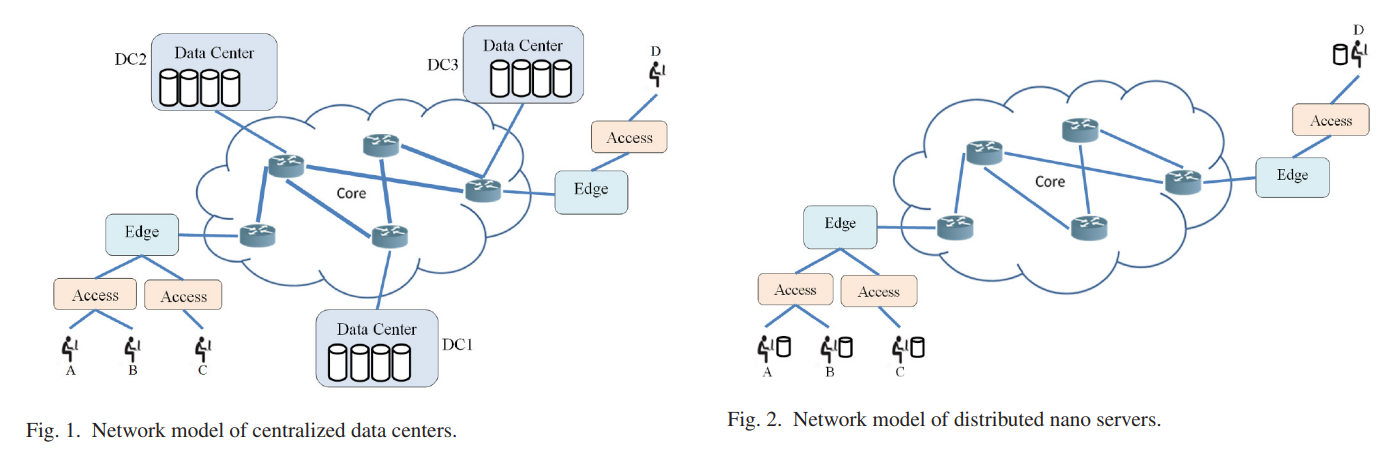 DC2
Data Center
DC3
Data Center
D
Access
Core
Edge
Edge
Access
Access
A
B
C
Data Center
DC1
Fig. 1. Network model of centralized data centers.
D
Access
Core
Edge
Edge
Access
Access
A
B
C
Fig. 2. Network model of distributed nano servers.